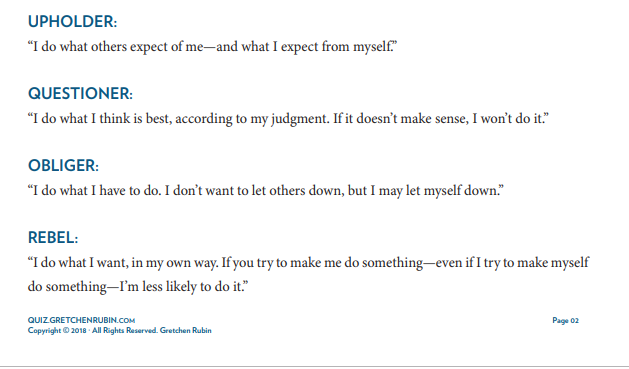 UPHOLDER:
“I do what others expect of me—and what I expect from myself.”
QUESTIONER:
“I do what I think is best, according to my judgment. If it doesn’t make sense, I won’t do it.”
OBLIGER:
“I do what I have to do. I don’t want to let others down, but I may let myself down.”
REBEL:
“I do what I want, in my own way. If you try to make me do something—even if I try to make myself
do something—I’m less likely to do it.”
QUIZ.GRETCHENRUBIN.COM
Page 02
Copyright © 2018 · All Rights Reserved. Gretchen Rubin